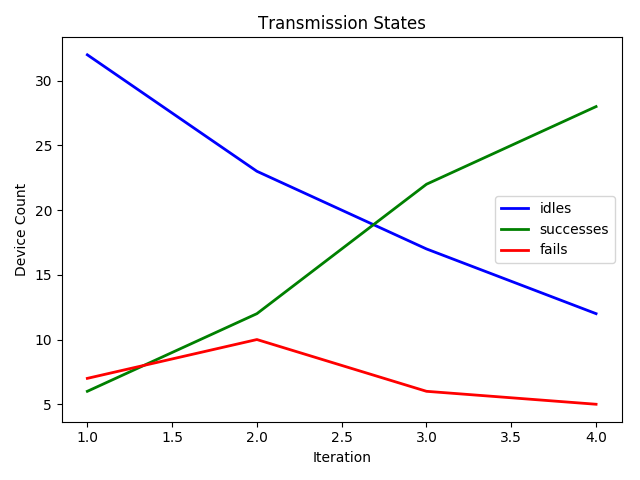 Transmission States
Device Count
30
25
20
15
10
5
idles
successes
fails
1.0 1.5 2.0 2.5 3.0 3.5 4.0
Iteration